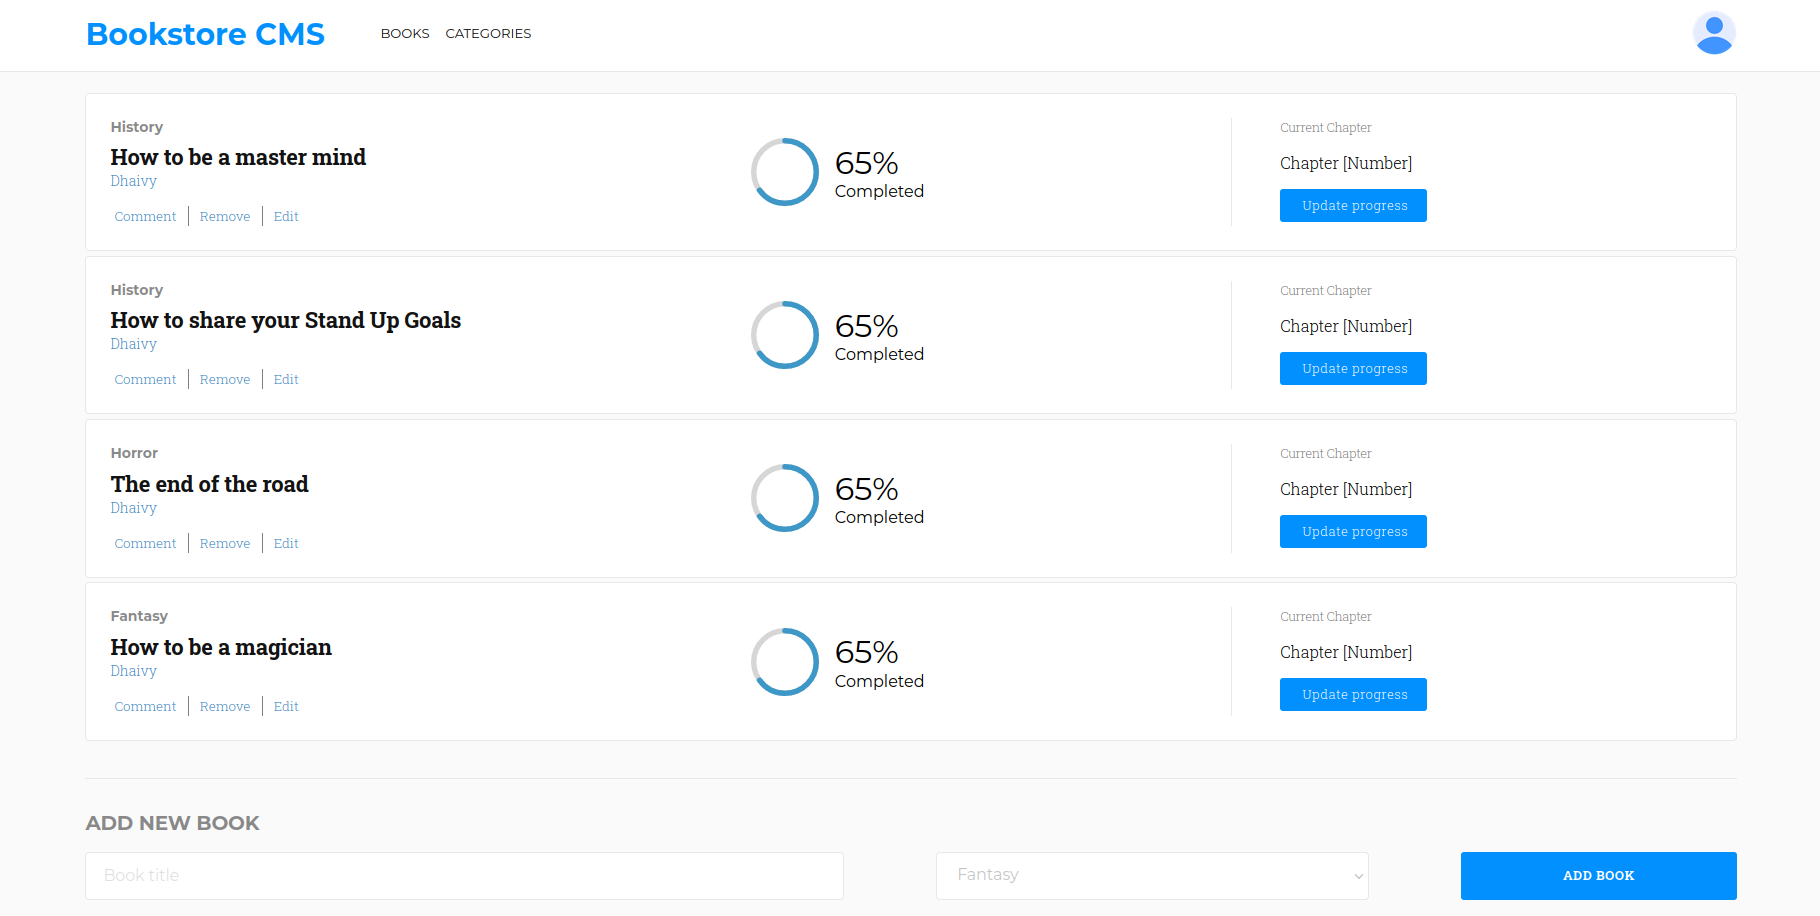 Bookstore CMS
BOOKS CATEGORIES
History
How to be a master mind
Dhaivy
Comment Remove Edit
65%
Completed
Current Chapter
Chapter [Number]
Update progress
History
How to share your Stand Up Goals
Dhaivy
Comment Remove Edit
65%
Completed
Current Chapter
Chapter [Number]
Update progress
Horror
The end of the road
Dhaivy
Comment Remove Edit
65%
Completed
Current Chapter
Chapter [Number]
Update progress
Fantasy
How to be a magician
Dhaivy
Comment Remove Edit
65%
Completed
Current Chapter
Chapter [Number]
Update progress
ADD NEW BOOK
Book title
Fantasy
ADD BOOK